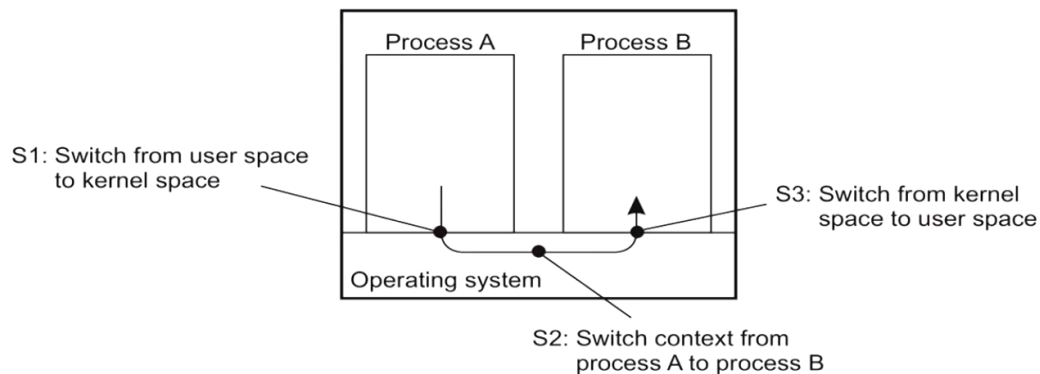 Process A
Process B
S1: Switch from user space
to kernel space
S3: Switch from kernel
space to user space
Operating system
S2: Switch context from
process A to process B